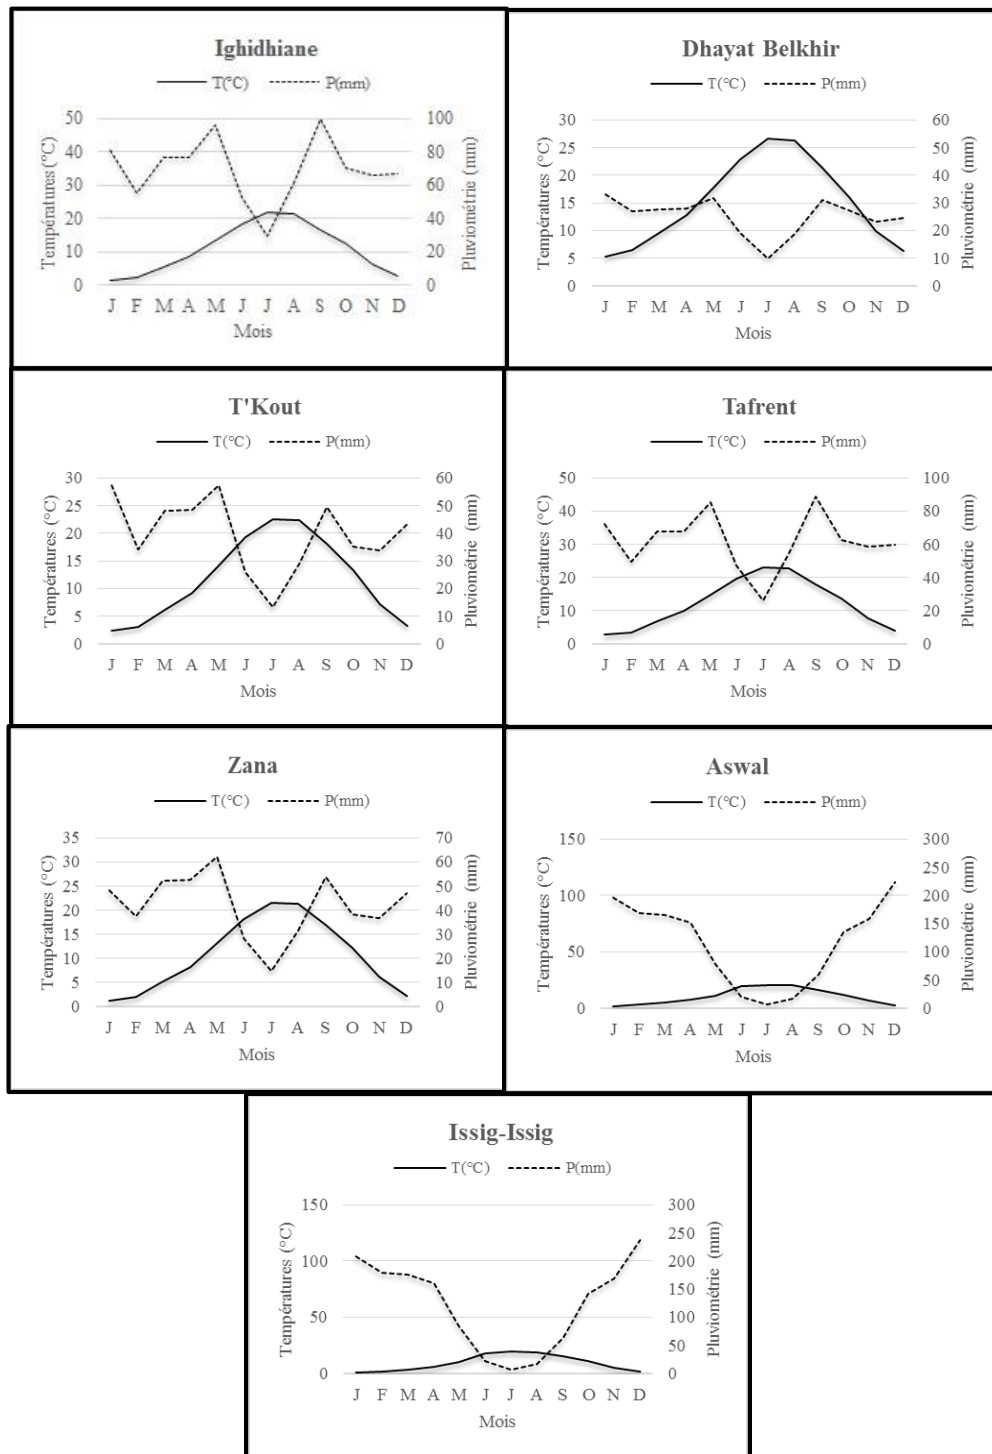 Ighidhiane
T(°C) P(mm)
Températures (°C)
50
40
30
20
10
0
100
80
60
40
20
0
Pluviométrie (mm)
J F M A M J J A S O N D
Mois
Dhayat Belkhir
T(°C) P(mm)
Températures (°C)
30
25
20
15
10
5
0
60
50
40
30
20
10
0
Pluviométrie (mm)
J F M A M J J A S O N D
Mois
T'Kout
T(°C) P(mm)
Températures (°C)
30
25
20
15
10
5
0
60
50
40
30
20
10
0
Pluviométrie (mm)
J F M A M J J A S O N D
Mois
Tafrent
T(°C) P(mm)
Températures (°C)
50
40
30
20
10
0
100
80
60
40
20
0
Pluviométrie (mm)
J F M A M J J A S O N D
Mois
Zana
T(°C) P(mm)
Températures (°C)
35
30
25
20
15
10
5
0
70
60
50
40
30
20
10
0
Pluviométrie (mm)
J F M A M J J A S O N D
Mois
Aswal
T(°C) P(mm)
Températures (°C)
150
100
50
0
300
250
200
150
100
50
0
Pluviométrie (mm)
J F M A M J J A S O N D
Mois
Issig-Issig
T(°C) P(mm)
Températures (°C)
150
100
50
0
300
250
200
150
100
50
0
Pluviométrie (mm)
J F M A M J J A S O N D
Mois